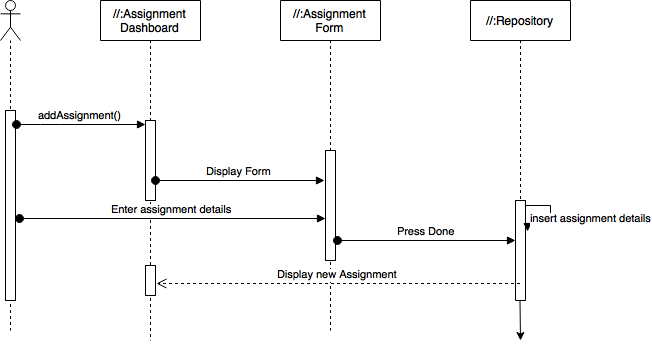 //:Assignment
Dashboard
//:Assignment
Form
//:Repository
addAssignment()
Display Form
Enter assignment details
insert assignment details
Press Done
Display new Assignment